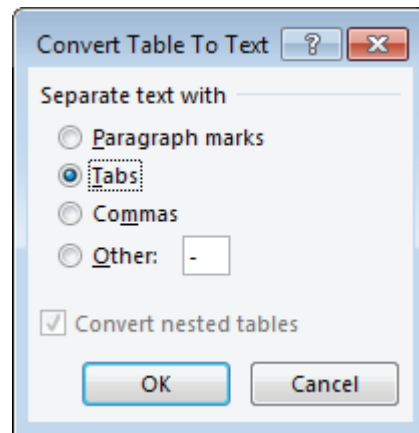 Convert Table To Text ?
Separate text with
Paragraph marks
Tabs
Commas
Other: -
Convert nested tables
OK Cancel